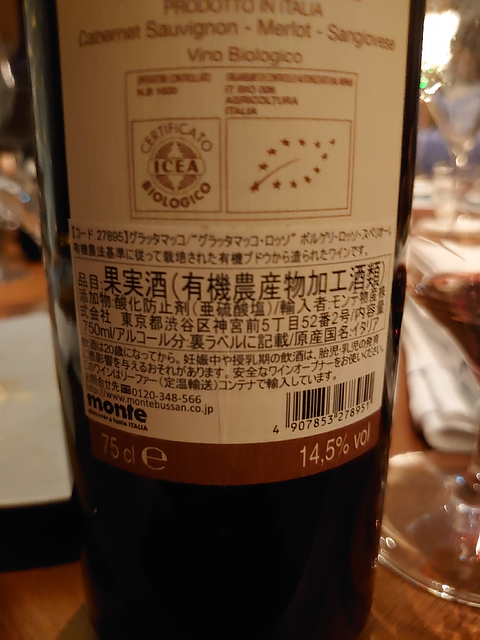 PRODOTTO IN ITALIA
Cabernet Sauvignon - Merlot - Sangiovese
Vino Biologico
OPERATORE CONTROLLATO
N.B 1600
IT BIO 006
AGRICOLTURA
ITALIA
CERTIFICATO
ICEA
BIOLOGICO
【コード:27895】グラッタマッコ/"グラッタマッコ・ロッソ" ボルゲリ・ロッソ・スペリオーレ
有機農法基準に従って栽培された有機ブドウから造られたワインです。
品目:果実酒(有機農産物加工酒類)
添加物:酸化防止剤(亜硫酸塩)/輸入者:モンテ物産株
式会社 東京都渋谷区神宮前5丁目52番2号/内容量
750ml/アルコール分:裏ラベルに記載/原産国名:イタリア
飲酒は20歳になってから。妊娠中や授乳期の飲酒は、胎児・乳児の発育
に悪影響を与えるおそれがあります。安全なワインオープナーをお使いください。
このワインはリーファー(定温輸送)コンテナで輸入しています。
お問合せ先 0120-348-566
http://www.montebussan.co.jp
monte
discover & taste ITALIA
4 907853 278951
75 cl e
14,5% vol